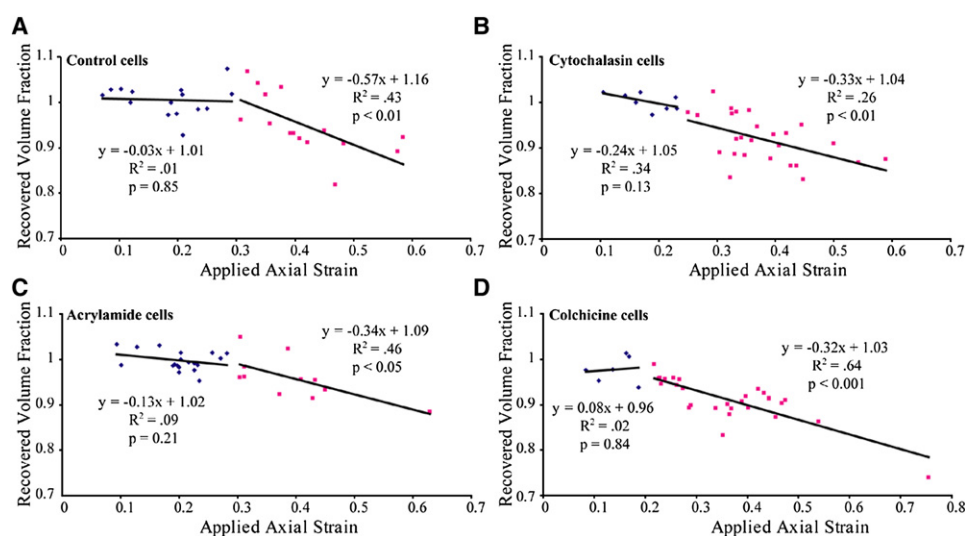 A
Control cells
Recovered Volume Fraction
1.1
1
0.9
0.8
0.7
y = -0.57x + 1.16
R² = .43
p < 0.01
y = -0.03x + 1.01
R² = .01
p = 0.85
0 0.1 0.2 0.3 0.4 0.5 0.6 0.7
Applied Axial Strain
B
Cytochalasin cells
Recovered Volume Fraction
1.1
1
0.9
0.8
0.7
y = -0.33x + 1.04
R² = .26
p < 0.01
y = -0.24x + 1.05
R² = .34
p = 0.13
0 0.1 0.2 0.3 0.4 0.5 0.6 0.7
Applied Axial Strain
C
Acrylamide cells
Recovered Volume Fraction
1.1
1
0.9
0.8
0.7
y = -0.34x + 1.09
R² = .46
p < 0.05
y = -0.13x + 1.02
R² = .09
p = 0.21
0 0.1 0.2 0.3 0.4 0.5 0.6 0.7
Applied Axial Strain
D
Colchicine cells
Recovered Volume Fraction
1.1
1
0.9
0.8
0.7
y = -0.32x + 1.03
R² = .64
p < 0.001
y = 0.08x + 0.96
R² = .02
p = 0.84
0 0.1 0.2 0.3 0.4 0.5 0.6 0.7 0.8
Applied Axial Strain